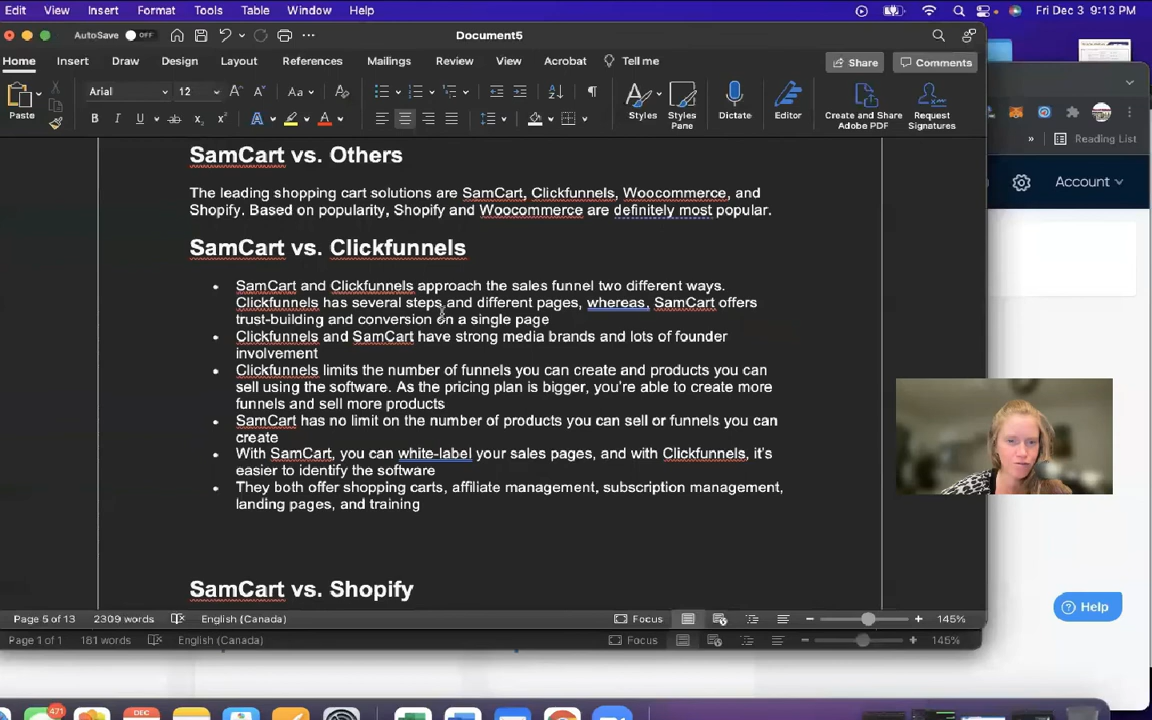 Edit View Insert Format Tools Table Window Help Fri Dec 3 9:13 PM
AutoSave OFF Document5
Home Insert Draw Design Layout References Mailings Review View Acrobat Tell me Share Comments
Paste Arial 12 Aa Styles Styles Pane Dictate Editor Create and Share Adobe PDF Request Signatures
Reading List
Account
SamCart vs. Others
The leading shopping cart solutions are SamCart, Clickfunnels, Woocommerce, and
Shopify. Based on popularity, Shopify and Woocommerce are definitely most popular.
SamCart vs. Clickfunnels
• SamCart and Clickfunnels approach the sales funnel two different ways.
Clickfunnels has several steps and different pages, whereas, SamCart offers
trust-building and conversion on a single page
• Clickfunnels and SamCart have strong media brands and lots of founder
involvement
• Clickfunnels limits the number of funnels you can create and products you can
sell using the software. As the pricing plan is bigger, you're able to create more
funnels and sell more products
• SamCart has no limit on the number of products you can sell or funnels you can
create
• With SamCart, you can white-label your sales pages, and with Clickfunnels, it's
easier to identify the software
• They both offer shopping carts, affiliate management, subscription management,
landing pages, and training
SamCart vs. Shopify
Help
Page 5 of 13 2309 words English (Canada) Focus 145%
Page 1 of 1 181 words English (Canada) Focus 145%
471
DEC